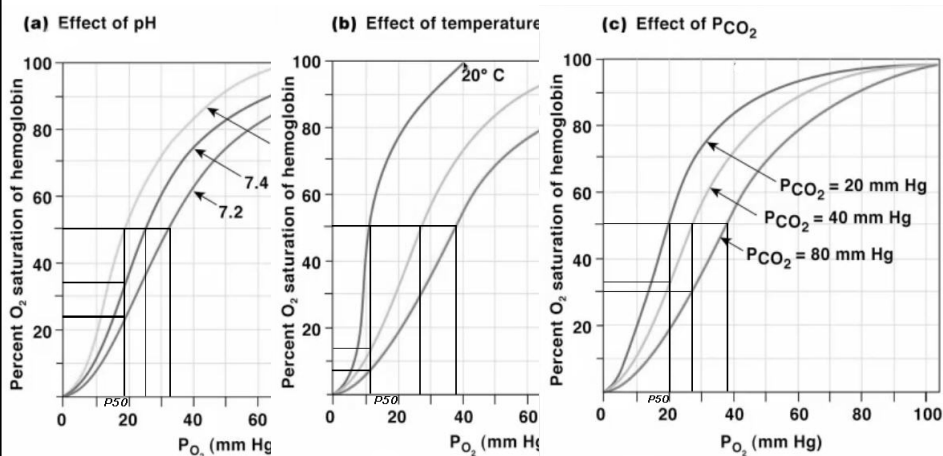 (a) Effect of pH
Percent O2 saturation of hemoglobin
100
80
60
40
20
0
7.4
7.2
P50
20
40
60
PO2 (mm Hg
(b) Effect of temperature
Percent O2 saturation of hemoglobin
100
80
60
40
20
0
20° C
P50
20
40
60
PO2 (mm Hg
(c) Effect of PCO2
Percent O2 saturation of hemoglobin
100
80
60
40
20
0
PCO2 = 20 mm Hg
PCO2 = 40 mm Hg
PCO2 = 80 mm Hg
P50
20
40
60
80
100
PO2 (mm Hg)